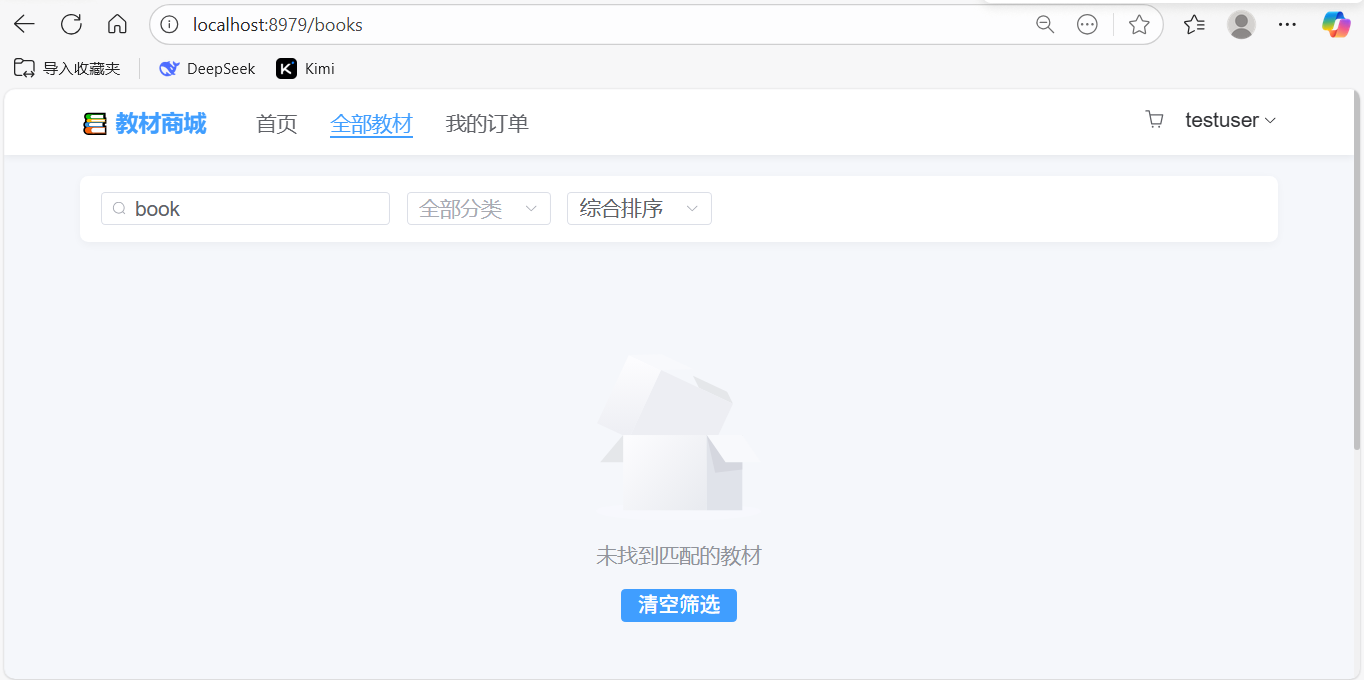 localhost:8979/books
导入收藏夹 DeepSeek K Kimi
教材商城 首页 全部教材 我的订单 testuser
book 全部分类 综合排序
未找到匹配的教材
清空筛选